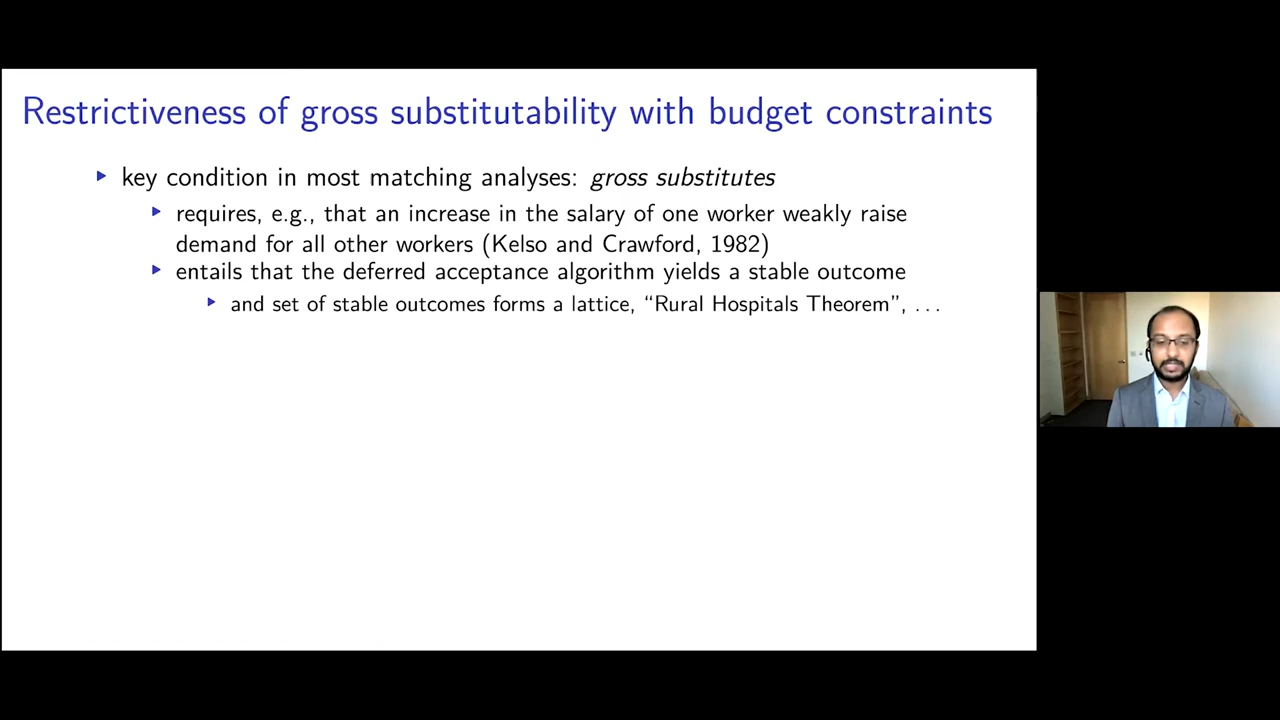 Restrictiveness of gross substitutability with budget constraints
▸ key condition in most matching analyses: gross substitutes
▸ requires, e.g., that an increase in the salary of one worker weakly raise
demand for all other workers (Kelso and Crawford, 1982)
▸ entails that the deferred acceptance algorithm yields a stable outcome
▸ and set of stable outcomes forms a lattice, “Rural Hospitals Theorem”, . . .